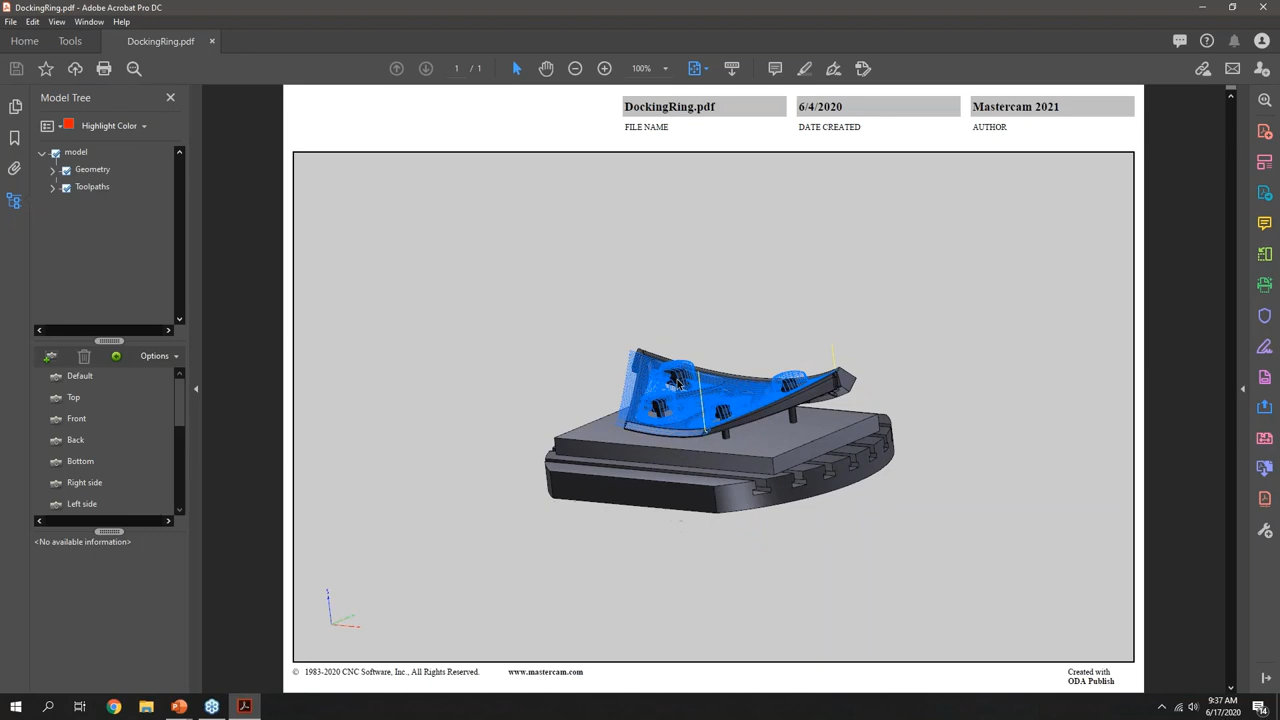 DockingRing.pdf - Adobe Acrobat Pro DC
File Edit View Window Help
Home Tools DockingRing.pdf
1 / 1 100%
Model Tree
Highlight Color
model
Geometry
Toolpaths
Options
Default
Top
Front
Back
Bottom
Right side
Left side
<No available information>
DockingRing.pdf 6/4/2020 Mastercam 2021
FILE NAME DATE CREATED AUTHOR
© 1983-2020 CNC Software, Inc., All Rights Reserved. www.mastercam.com Created with
ODA Publish
9:37 AM
6/17/2020